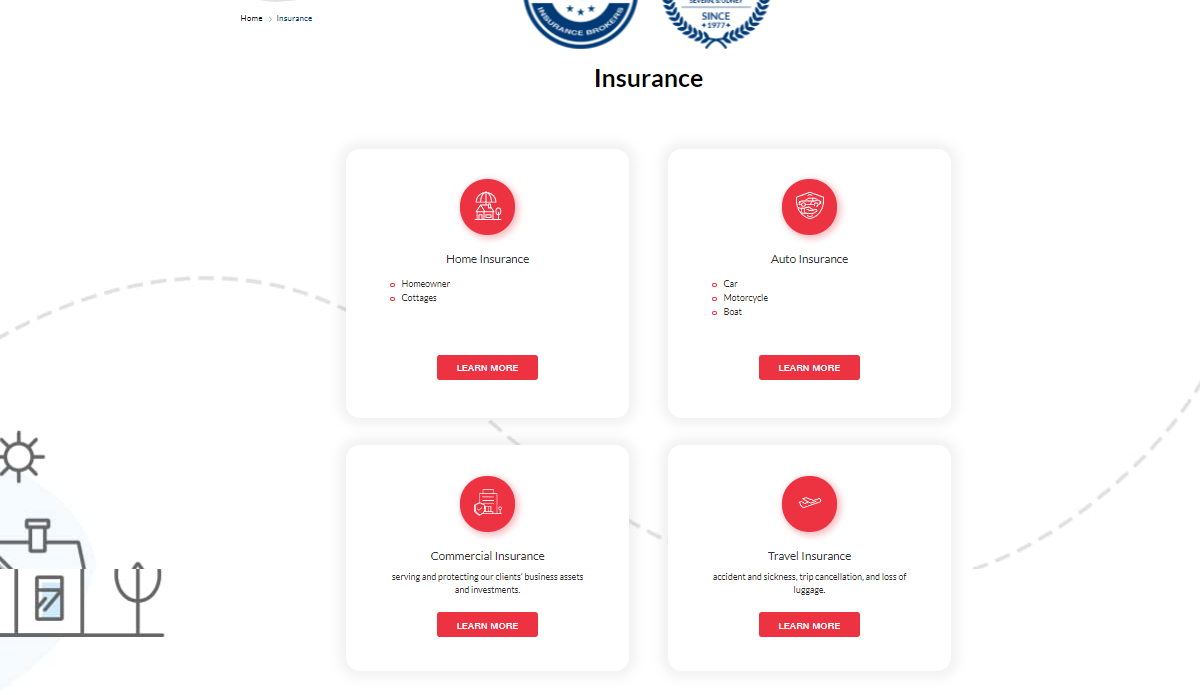 Home > Insurance
INSURANCE BROKERS
SINCE
1977
Insurance
Home Insurance
Homeowner
Cottages
LEARN MORE
Auto Insurance
Car
Motorcycle
Boat
LEARN MORE
Commercial Insurance
serving and protecting our clients' business assets
and investments.
LEARN MORE
Travel Insurance
accident and sickness, trip cancellation, and loss of
luggage.
LEARN MORE